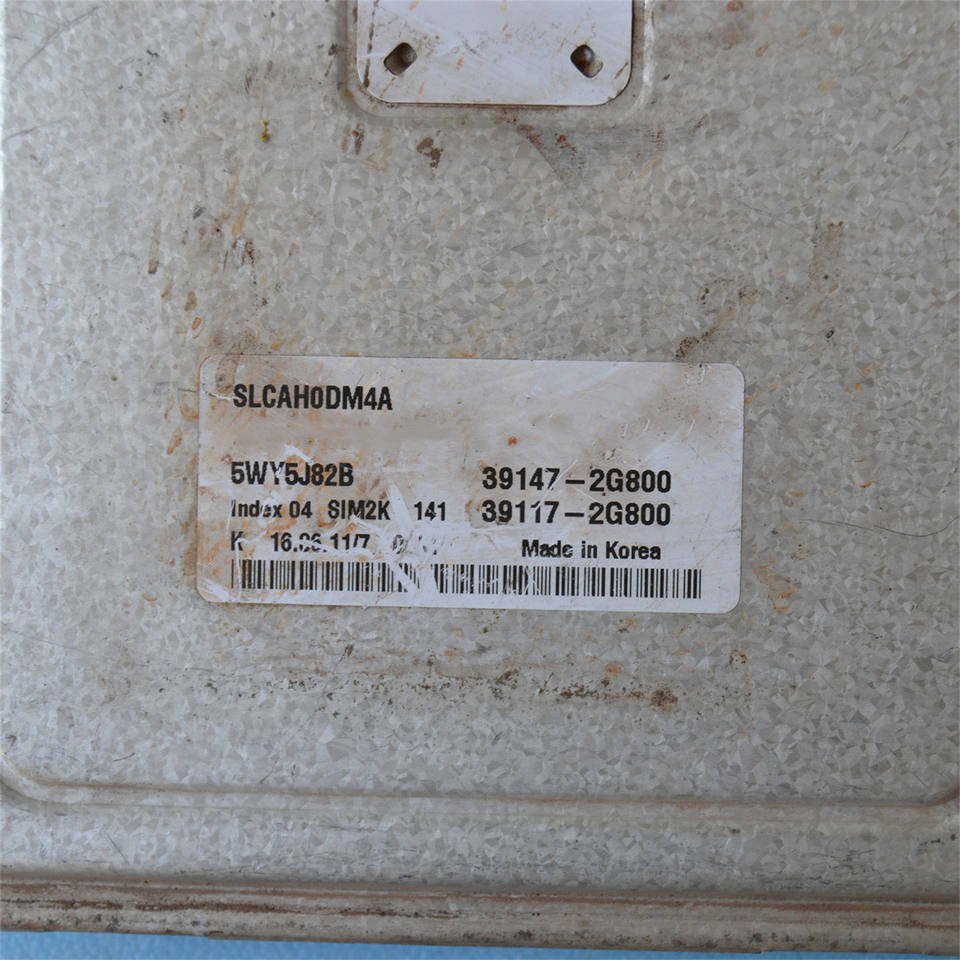 SLCAH0DM4A
5WY5J82B 39147-2G800
Index 04 SIM2K 141 39117-2G800
K Made in Korea